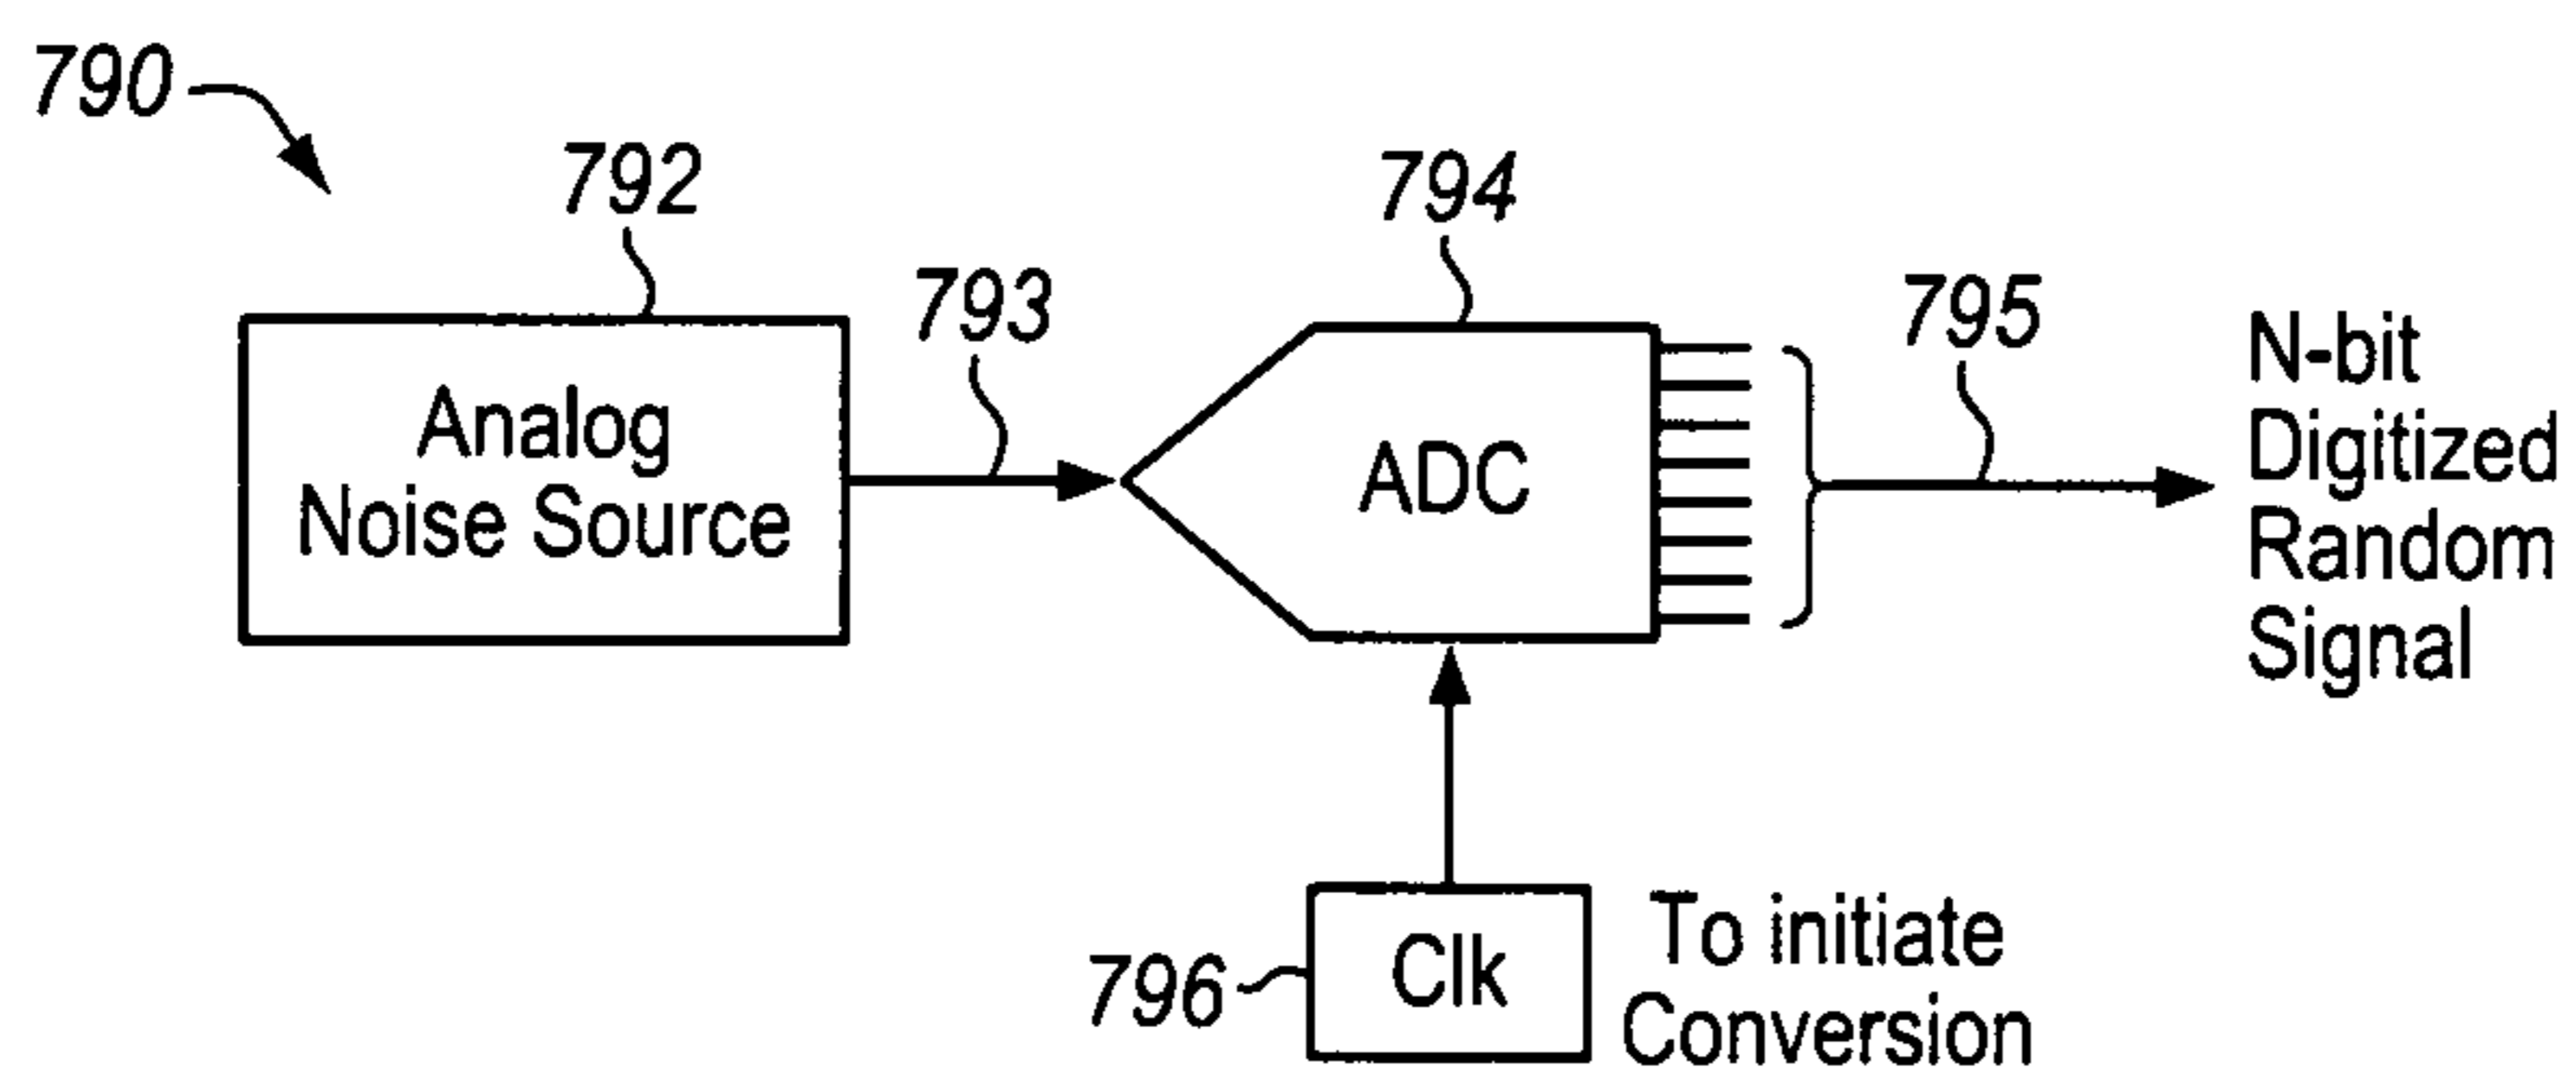 790
792
794
793
795
Analog
Noise Source
ADC
N-bit
Digitized
Random
Signal
796
Clk
To initiate
Conversion